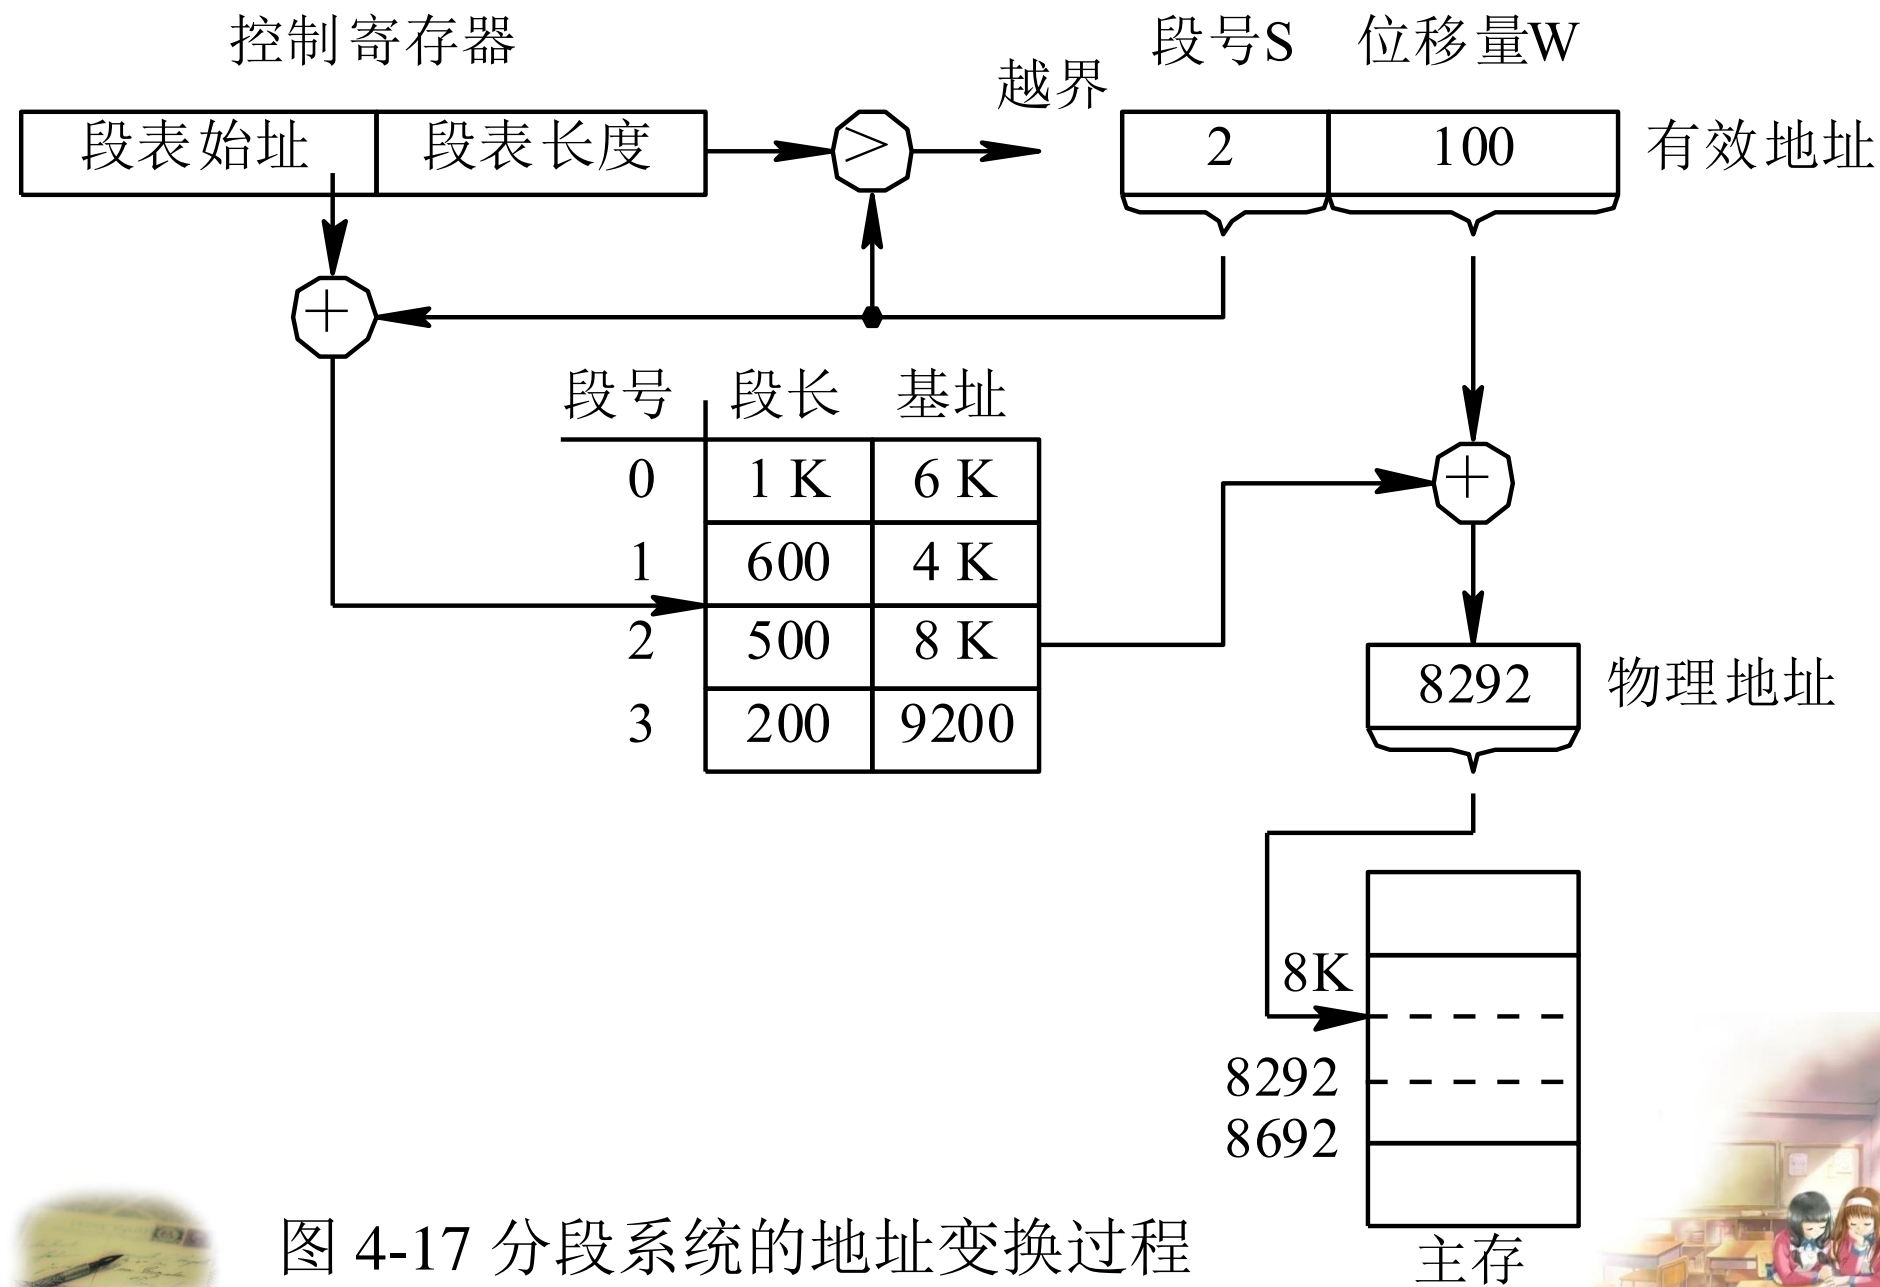 控制寄存器
段号S 位移量W
越界
段表始址 段表长度 > 2 100 有效地址
+
段号 段长 基址
0 1 K 6 K
+
1 600 4 K
2 500 8 K
8292 物理地址
3 200 9200
8K
8292
8692
图 4-17 分段系统的地址变换过程
主存